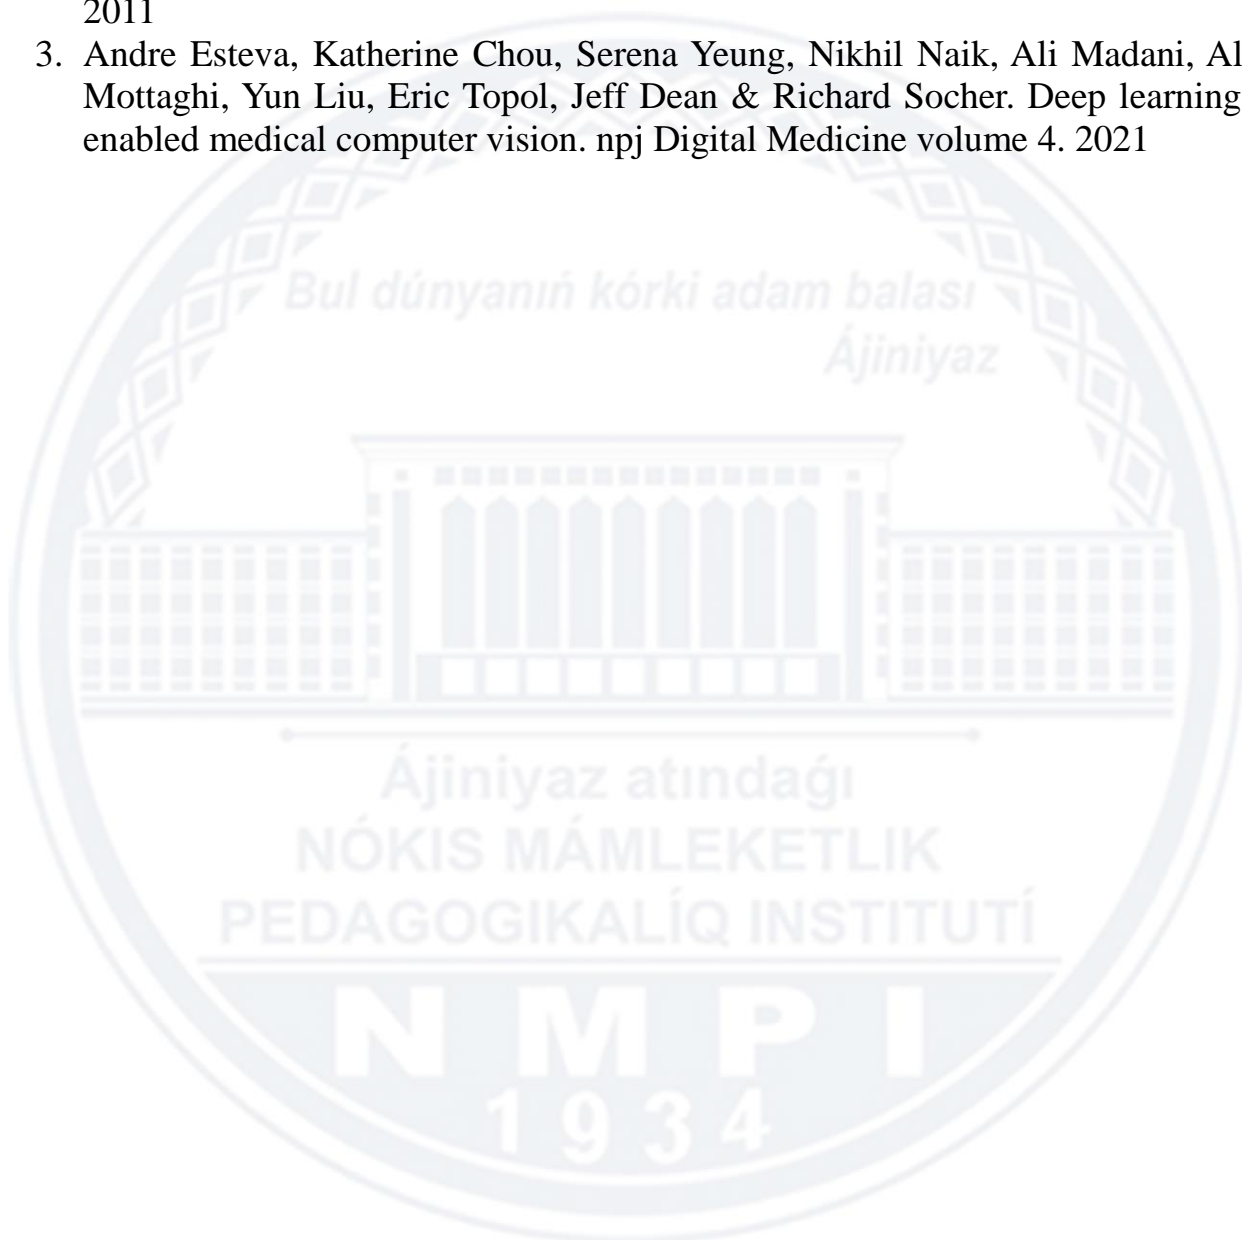 2011
3. Andre Esteva, Katherine Chou, Serena Yeung, Nikhil Naik, Ali Madani, Al
Mottaghi, Yun Liu, Eric Topol, Jeff Dean & Richard Socher. Deep learning
enabled medical computer vision. npj Digital Medicine volume 4. 2021
Bul dúnyanıń kórki adam balası
Ájiniyaz
Ájiniyaz atındaǵı
NÓKIS MÁMLEKETLIK
PEDAGOGIKALÍQ INSTITUTÍ
N M P I
1934